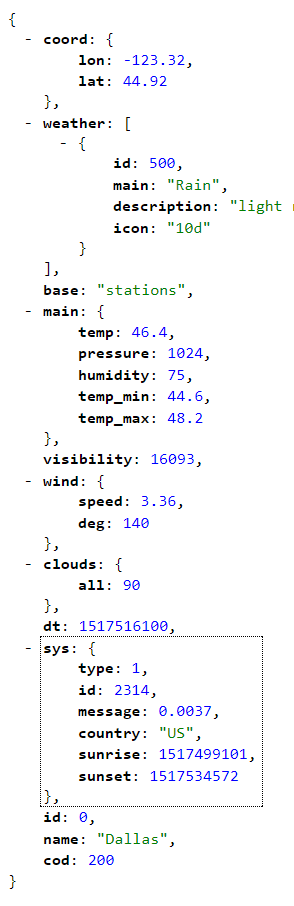 {
- coord: {
lon: -123.32,
lat: 44.92
},
- weather: [
- {
id: 500,
main: "Rain",
description: "light
icon: "10d"
}
],
base: "stations",
- main: {
temp: 46.4,
pressure: 1024,
humidity: 75,
temp_min: 44.6,
temp_max: 48.2
},
visibility: 16093,
- wind: {
speed: 3.36,
deg: 140
},
- clouds: {
all: 90
},
dt: 1517516100,
- sys: {
type: 1,
id: 2314,
message: 0.0037,
country: "US",
sunrise: 1517499101,
sunset: 1517534572
},
id: 0,
name: "Dallas",
cod: 200
}